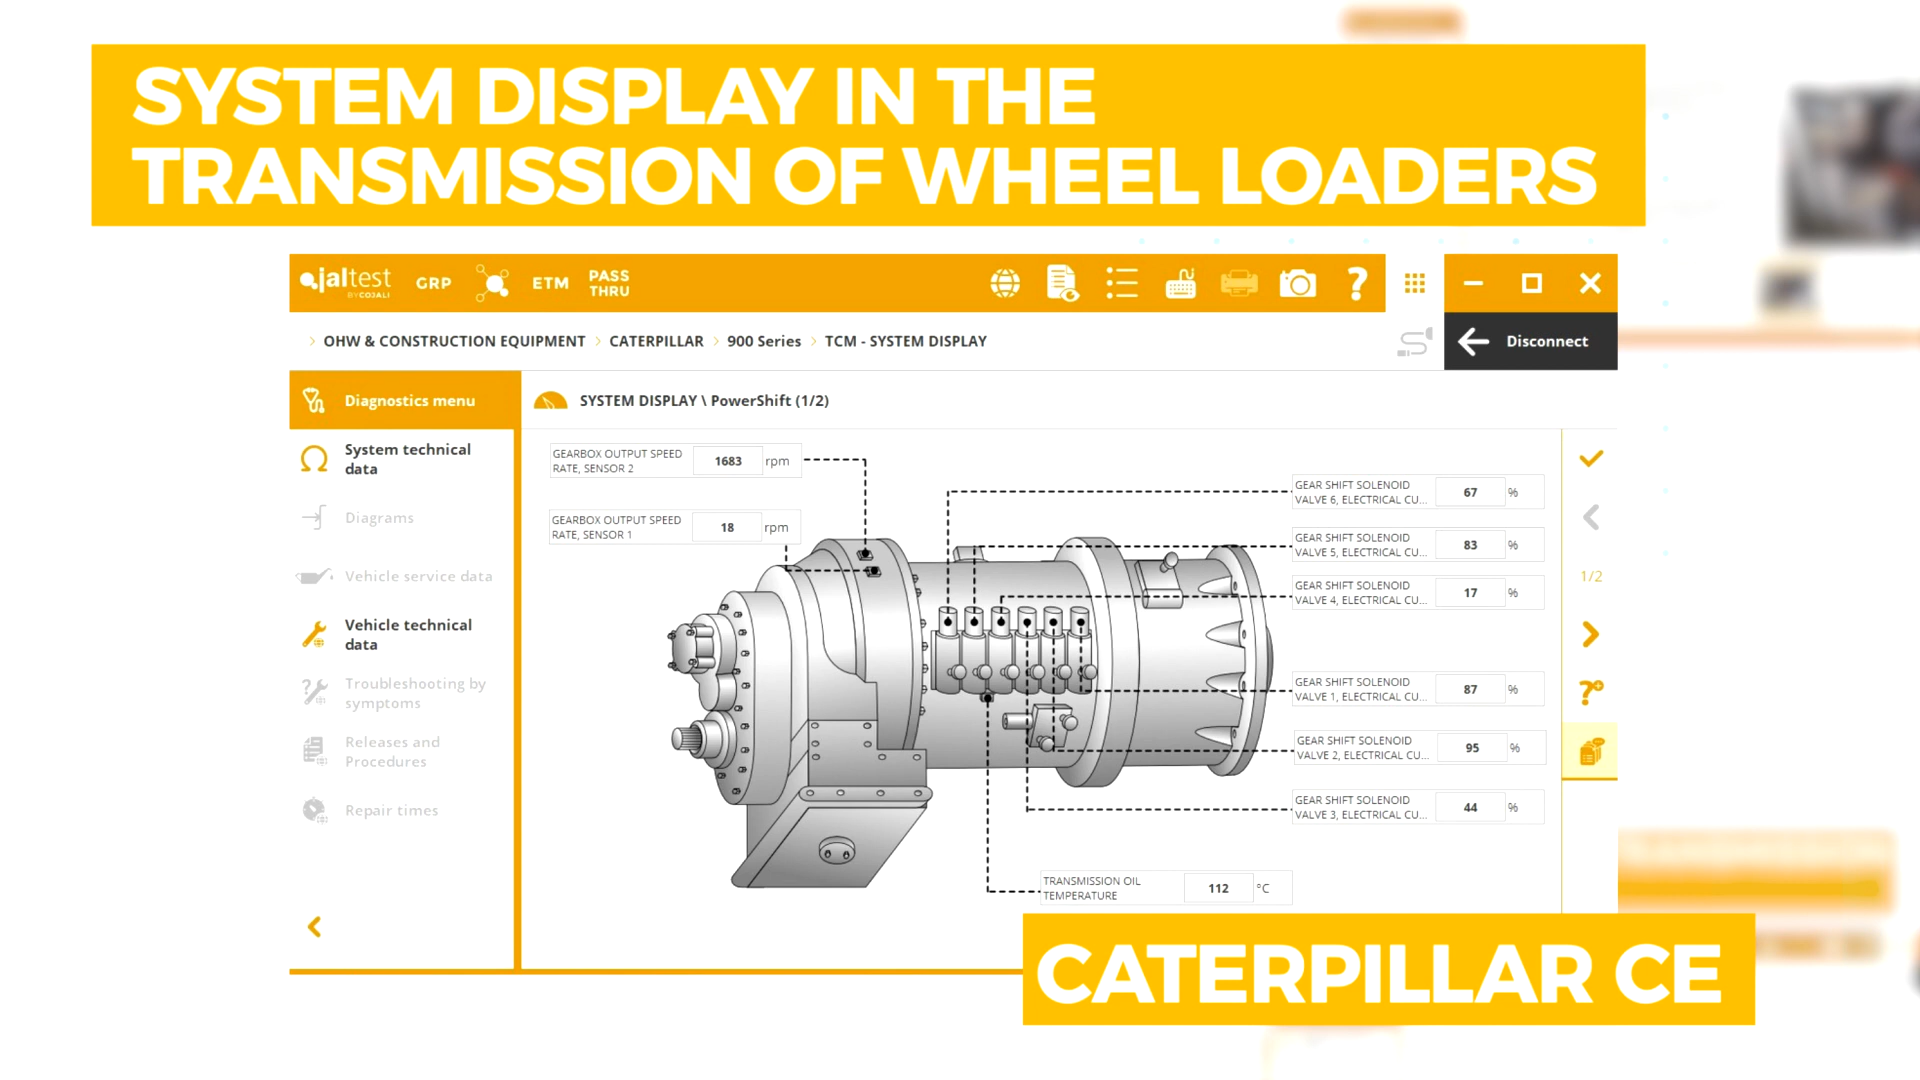 SYSTEM DISPLAY IN THE
TRANSMISSION OF WHEEL LOADERS
jaltest
BY COJALI
GRP
ETM
PASS
THRU
?
> OHW & CONSTRUCTION EQUIPMENT > CATERPILLAR > 900 Series > TCM - SYSTEM DISPLAY
Disconnect
Diagnostics menu
System technical
data
Diagrams
Vehicle service data
Vehicle technical
data
Troubleshooting by
symptoms
Releases and
Procedures
Repair times
SYSTEM DISPLAY \ PowerShift (1/2)
GEARBOX OUTPUT SPEED
RATE, SENSOR 2
1683 rpm
GEARBOX OUTPUT SPEED
RATE, SENSOR 1
18 rpm
GEAR SHIFT SOLENOID
VALVE 6, ELECTRICAL CU...
67 %
GEAR SHIFT SOLENOID
VALVE 5, ELECTRICAL CU...
83 %
GEAR SHIFT SOLENOID
VALVE 4, ELECTRICAL CU...
17 %
GEAR SHIFT SOLENOID
VALVE 1, ELECTRICAL CU...
87 %
GEAR SHIFT SOLENOID
VALVE 2, ELECTRICAL CU...
95 %
GEAR SHIFT SOLENOID
VALVE 3, ELECTRICAL CU...
44 %
TRANSMISSION OIL
TEMPERATURE
112 °C
1/2
CATERPILLAR CE